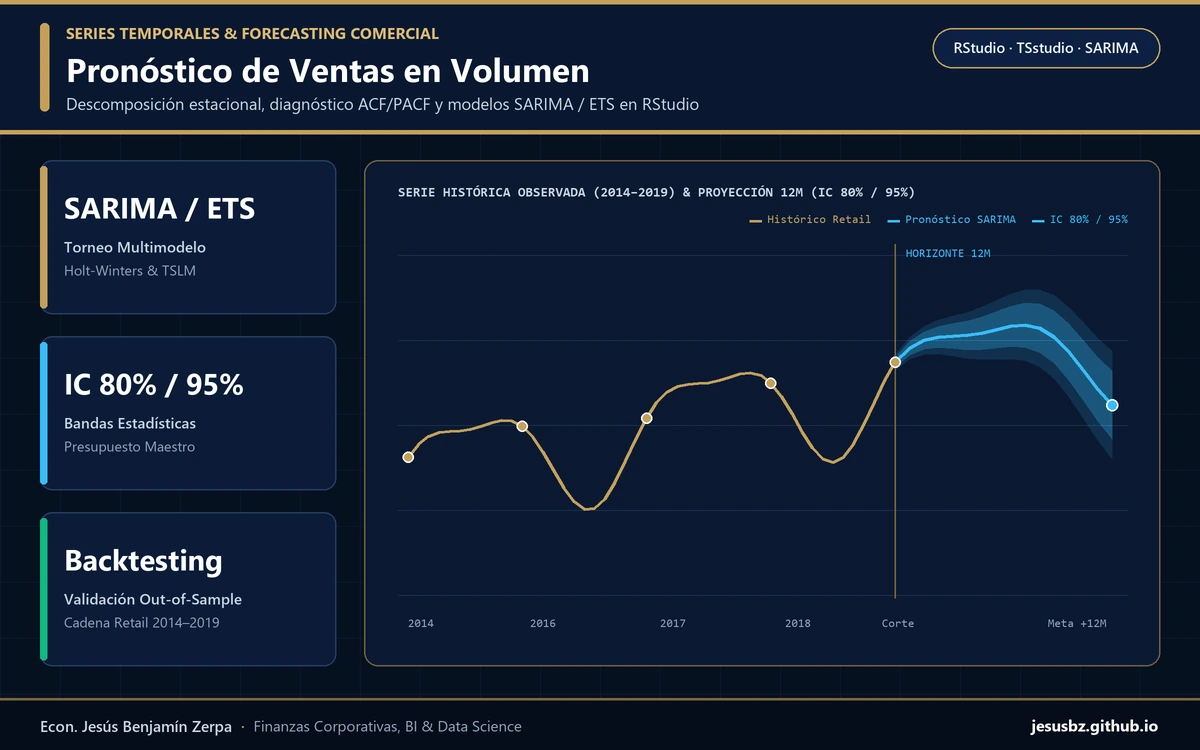 SERIES TEMPORALES & FORECASTING COMERCIAL
Pronóstico de Ventas en Volumen
Descomposición estacional, diagnóstico ACF/PACF y modelos SARIMA / ETS en RStudio
RStudio · TSstudio · SARIMA
SARIMA / ETS
Torneo Multimodelo
Holt-Winters & TSLM
IC 80% / 95%
Bandas Estadísticas
Presupuesto Maestro
Backtesting
Validación Out-of-Sample
Cadena Retail 2014–2019
SERIE HISTÓRICA OBSERVADA (2014–2019) & PROYECCIÓN 12M (IC 80% / 95%)
Histórico Retail Pronóstico SARIMA IC 80% / 95%
HORIZONTE 12M
2014 2016 2017 2018 Corte Meta +12M
Econ. Jesús Benjamín Zerpa · Finanzas Corporativas, BI & Data Science
jesusbz.github.io